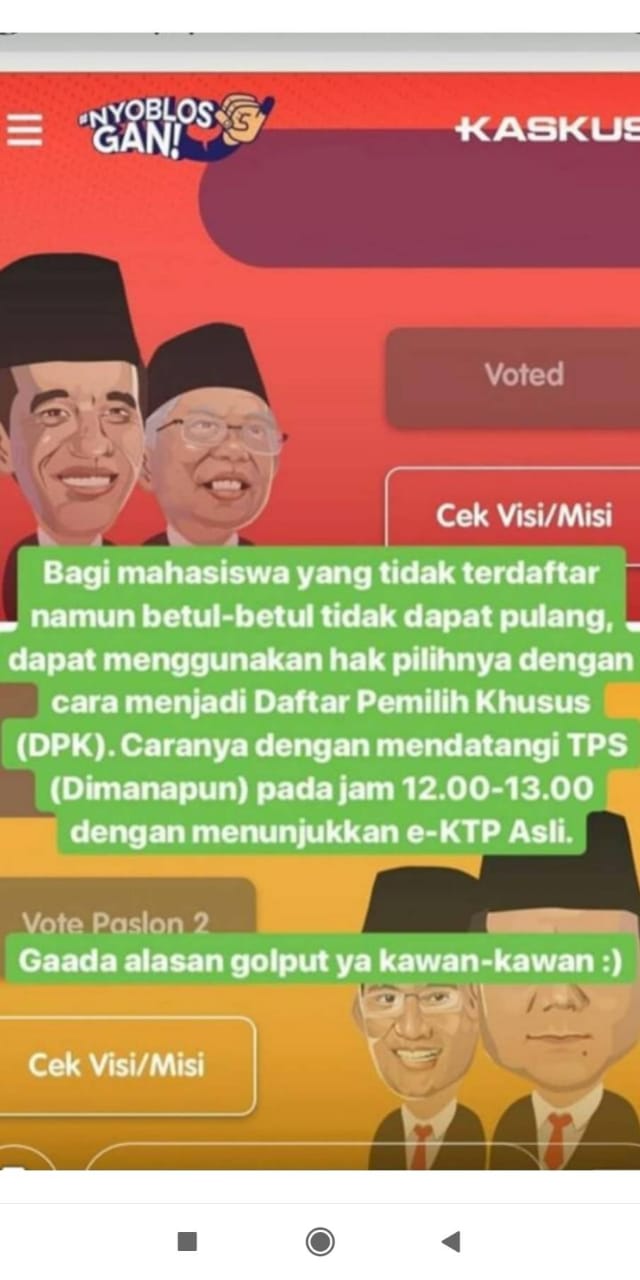 #NYOBLOS
GAN!
KASKUS
Voted
Cek Visi/Misi
Bagi mahasiswa yang tidak terdaftar
namun betul-betul tidak dapat pulang,
dapat menggunakan hak pilihnya dengan
cara menjadi Daftar Pemilih Khusus
(DPK). Caranya dengan mendatangi TPS
(Dimanapun) pada jam 12.00-13.00
dengan menunjukkan e-KTP Asli.
Vote Paslon 2
Gaada alasan golput ya kawan-kawan :)
Cek Visi/Misi